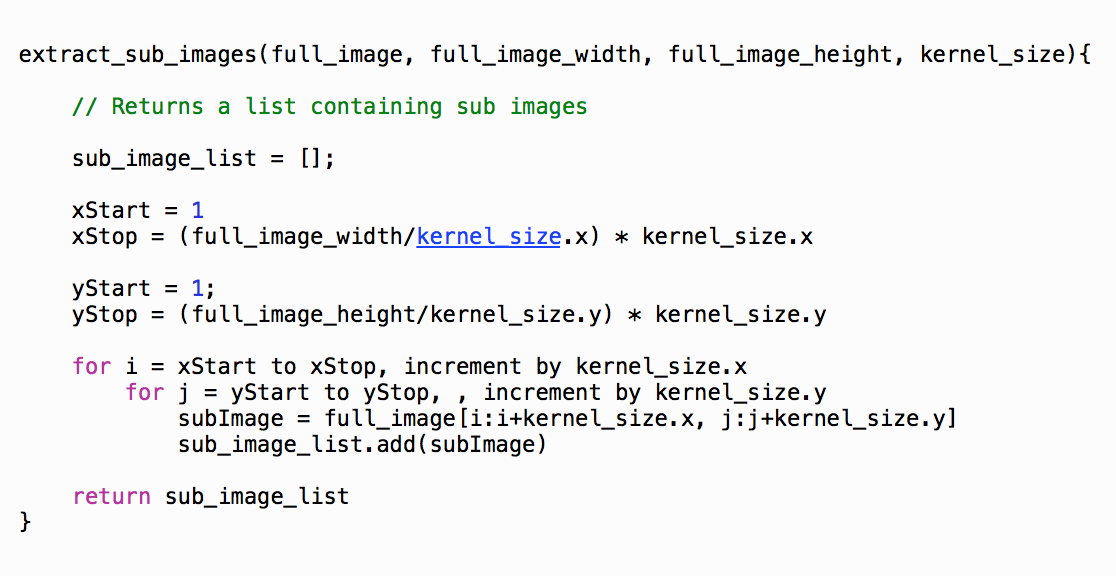 extract_sub_images(full_image, full_image_width, full_image_height, kernel_size){
// Returns a list containing sub images
sub_image_list = [];
xStart = 1
xStop = (full_image_width/kernel_size.x) * kernel_size.x
yStart = 1;
yStop = (full_image_height/kernel_size.y) * kernel_size.y
for i = xStart to xStop, increment by kernel_size.x
for j = yStart to yStop, , increment by kernel_size.y
subImage = full_image[i:i+kernel_size.x, j:j+kernel_size.y]
sub_image_list.add(subImage)
return sub_image_list
}